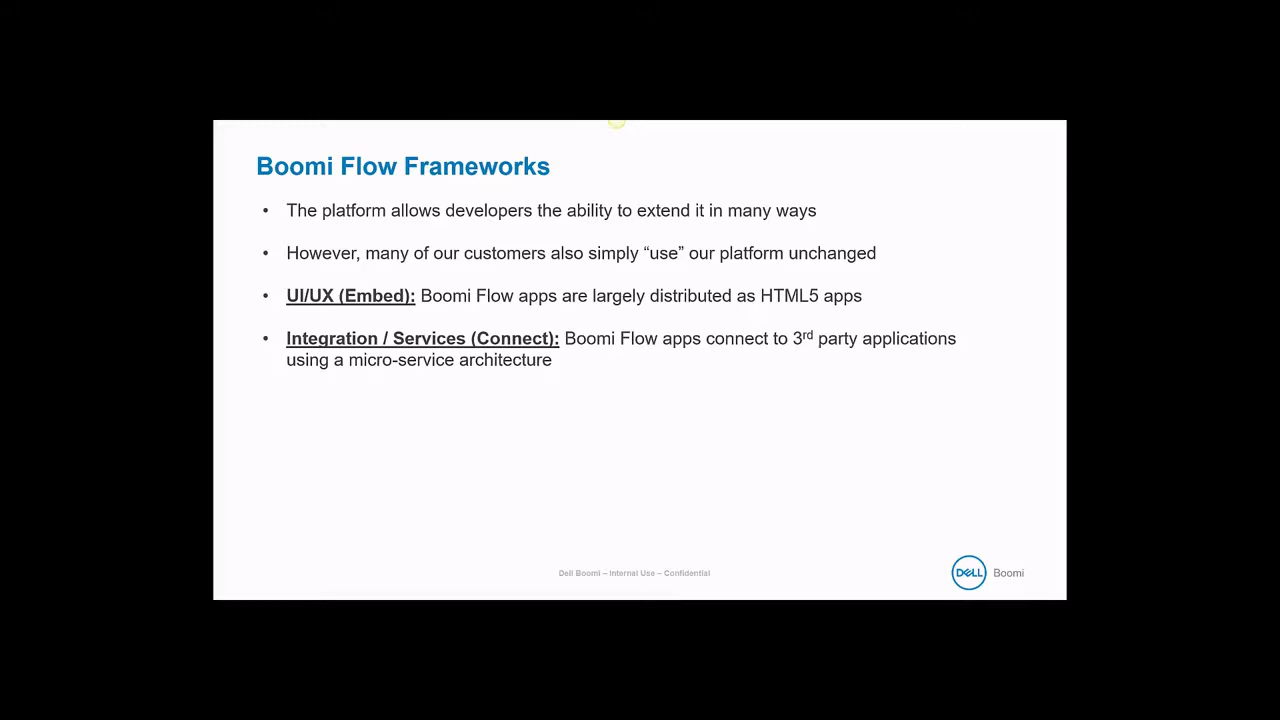 Boomi Flow Frameworks
• The platform allows developers the ability to extend it in many ways
• However, many of our customers also simply “use” our platform unchanged
• UI/UX (Embed): Boomi Flow apps are largely distributed as HTML5 apps
• Integration / Services (Connect): Boomi Flow apps connect to 3rd party applications
using a micro-service architecture
Dell Boomi – Internal Use – Confidential
DELL Boomi